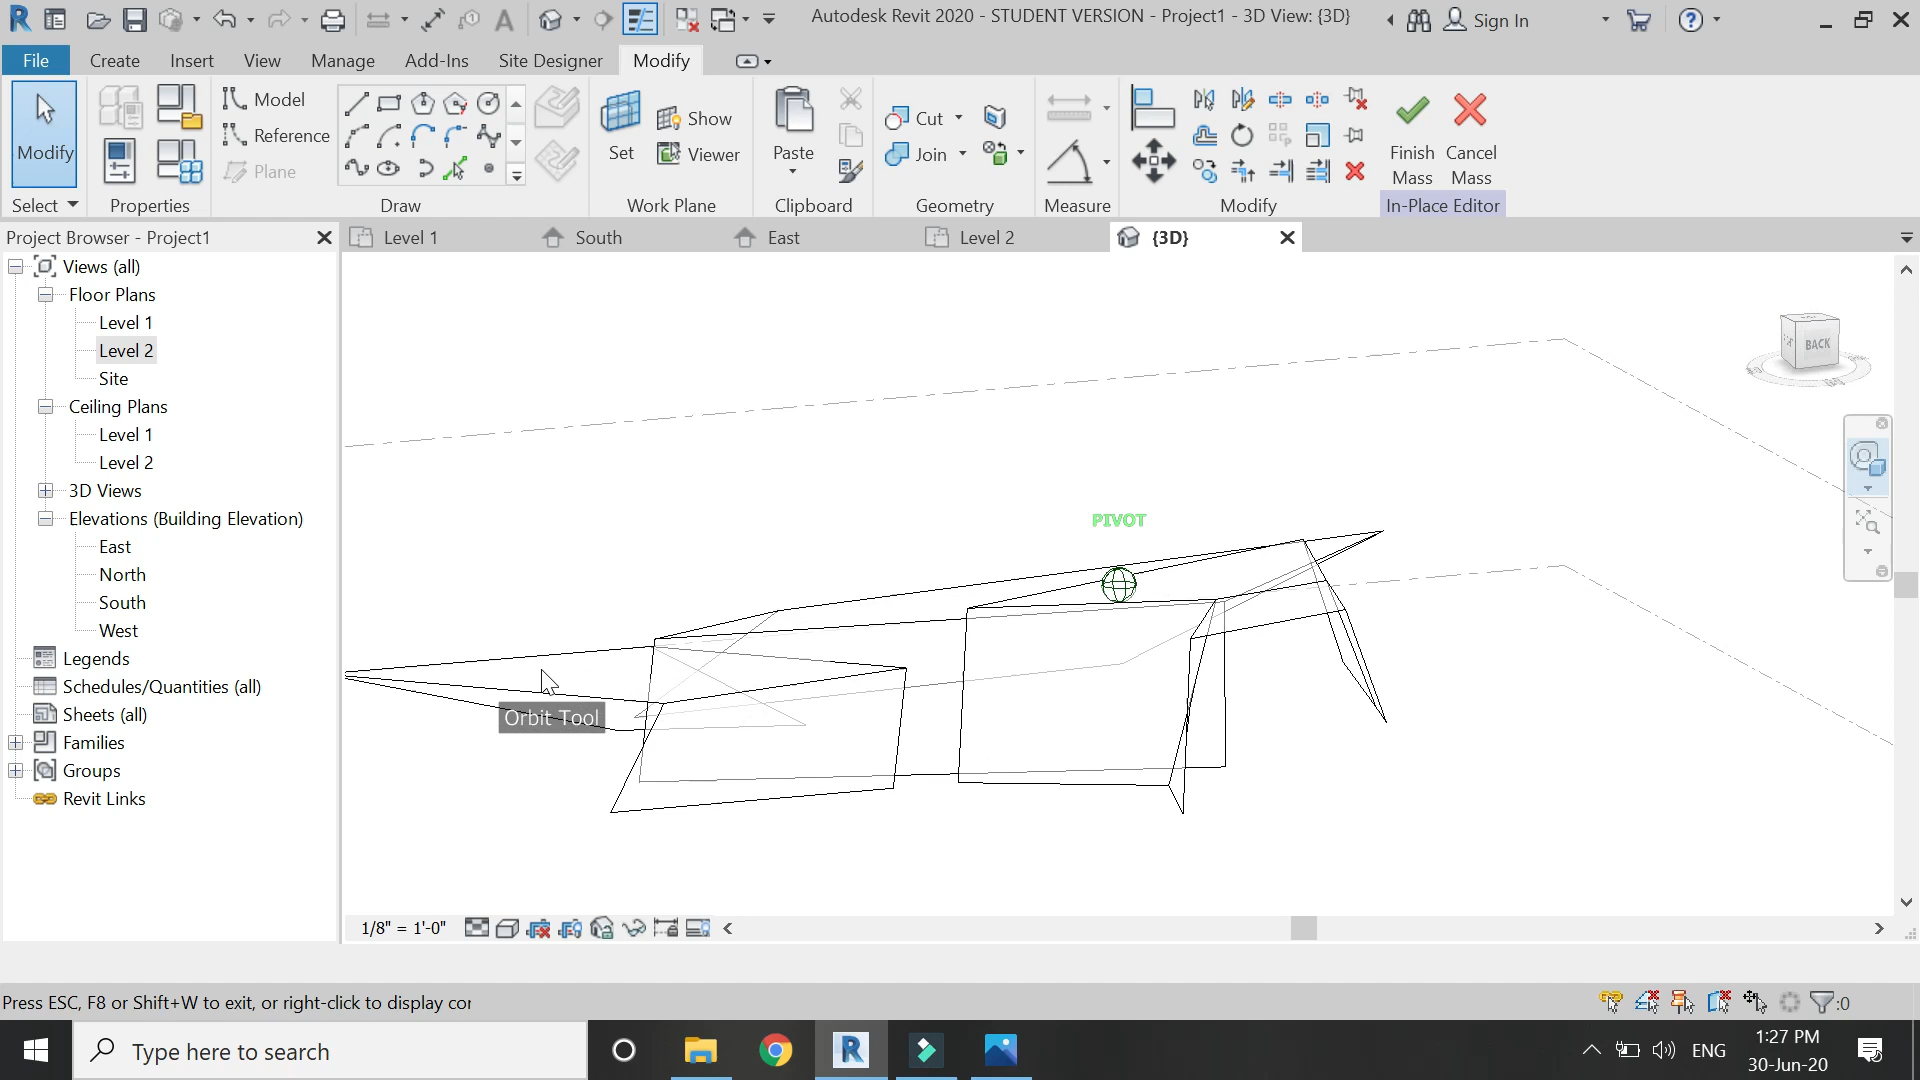 Autodesk Revit 2020 - STUDENT VERSION - Project1 - 3D View: {3D}
Sign In
File
Create
Insert
View
Manage
Add-Ins
Site Designer
Modify
Modify
Model
Reference
Plane
Set
Show
Viewer
Paste
Cut
Join
Finish Mass
Cancel Mass
Select
Properties
Draw
Work Plane
Clipboard
Geometry
Measure
Modify
In-Place Editor
Project Browser - Project1
Level 1
South
East
Level 2
{3D}
Views (all)
Floor Plans
Level 1
Level 2
Site
Ceiling Plans
Level 1
Level 2
3D Views
Elevations (Building Elevation)
East
North
South
West
Legends
Schedules/Quantities (all)
Sheets (all)
Families
Groups
Revit Links
BACK
PIVOT
Orbit Tool
1/8" = 1'-0"
Press ESC, F8 or Shift+W to exit, or right-click to display cor
:0
Type here to search
ENG
1:27 PM
30-Jun-20